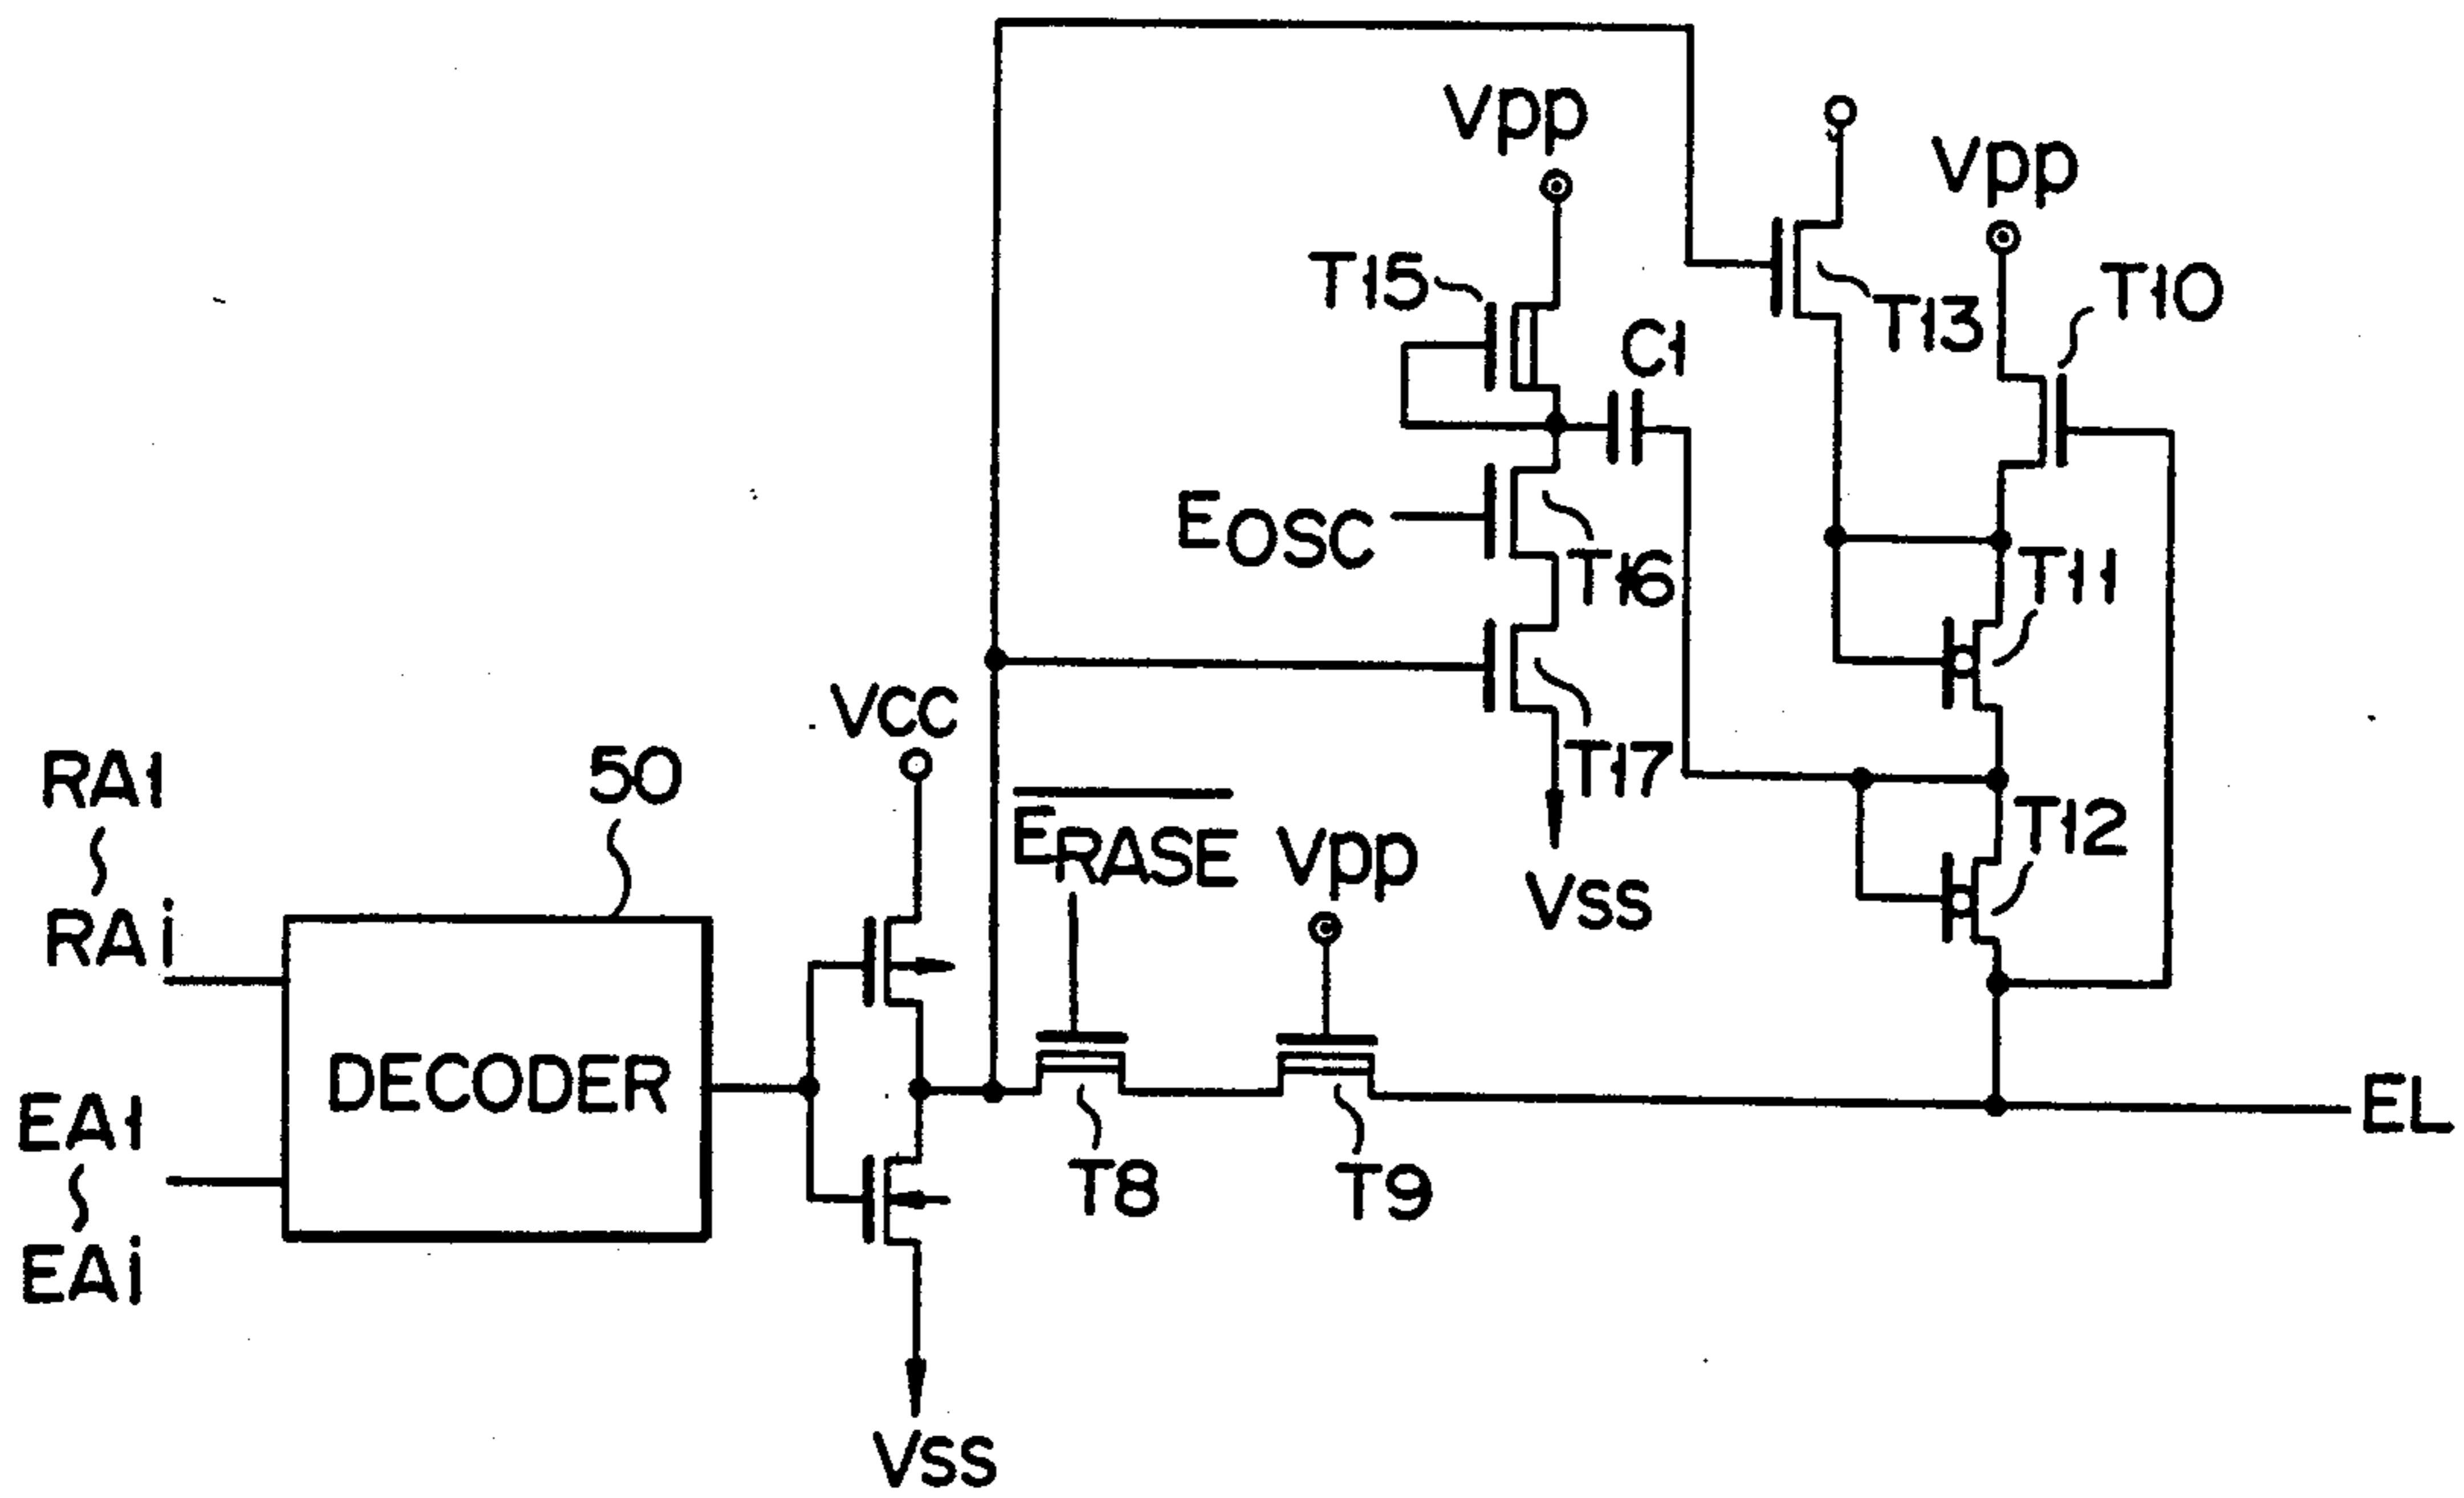 Vpp
Vpp
T15
C1
T13
T10
EOSC
T16
T11
VCC
T17
RA1
50
ERASE
Vpp
T12
RAi
VSS
DECODER
EA1
EL
T8
T9
EAi
VSS